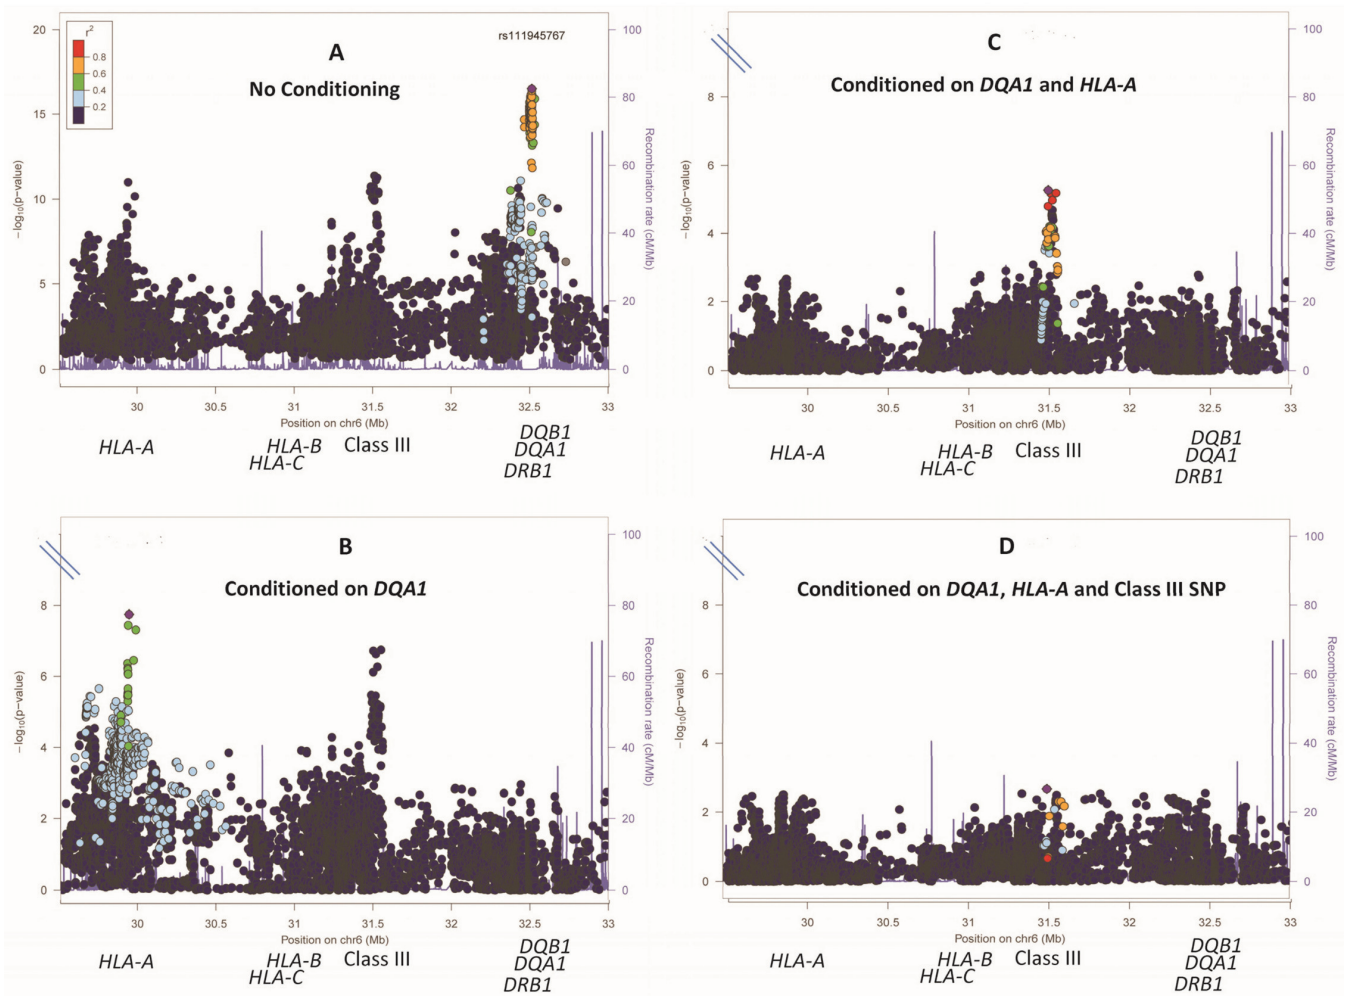 A
No Conditioning
rs111945767
r²
0.8
0.6
0.4
0.2
20
15
10
5
0
−log10(p−value)
100
80
60
40
20
0
Recombination rate (cM/Mb)
30
30.5
31
31.5
32
32.5
33
Position on chr6 (Mb)
HLA-A
HLA-B
HLA-C
Class III
DQB1
DQA1
DRB1
C
Conditioned on DQA1 and HLA-A
8
6
4
2
0
−log10(p−value)
100
80
60
40
20
0
Recombination rate (cM/Mb)
30
30.5
31
31.5
32
32.5
33
Position on chr6 (Mb)
HLA-A
HLA-B
HLA-C
Class III
DQB1
DQA1
DRB1
B
Conditioned on DQA1
8
6
4
2
0
−log10(p−value)
100
80
60
40
20
0
Recombination rate (cM/Mb)
30
30.5
31
31.5
32
32.5
33
Position on chr6 (Mb)
HLA-A
HLA-B
HLA-C
Class III
DQB1
DQA1
DRB1
D
Conditioned on DQA1, HLA-A and Class III SNP
8
6
4
2
0
−log10(p−value)
100
80
60
40
20
0
Recombination rate (cM/Mb)
30
30.5
31
31.5
32
32.5
33
Position on chr6 (Mb)
HLA-A
HLA-B
HLA-C
Class III
DQB1
DQA1
DRB1